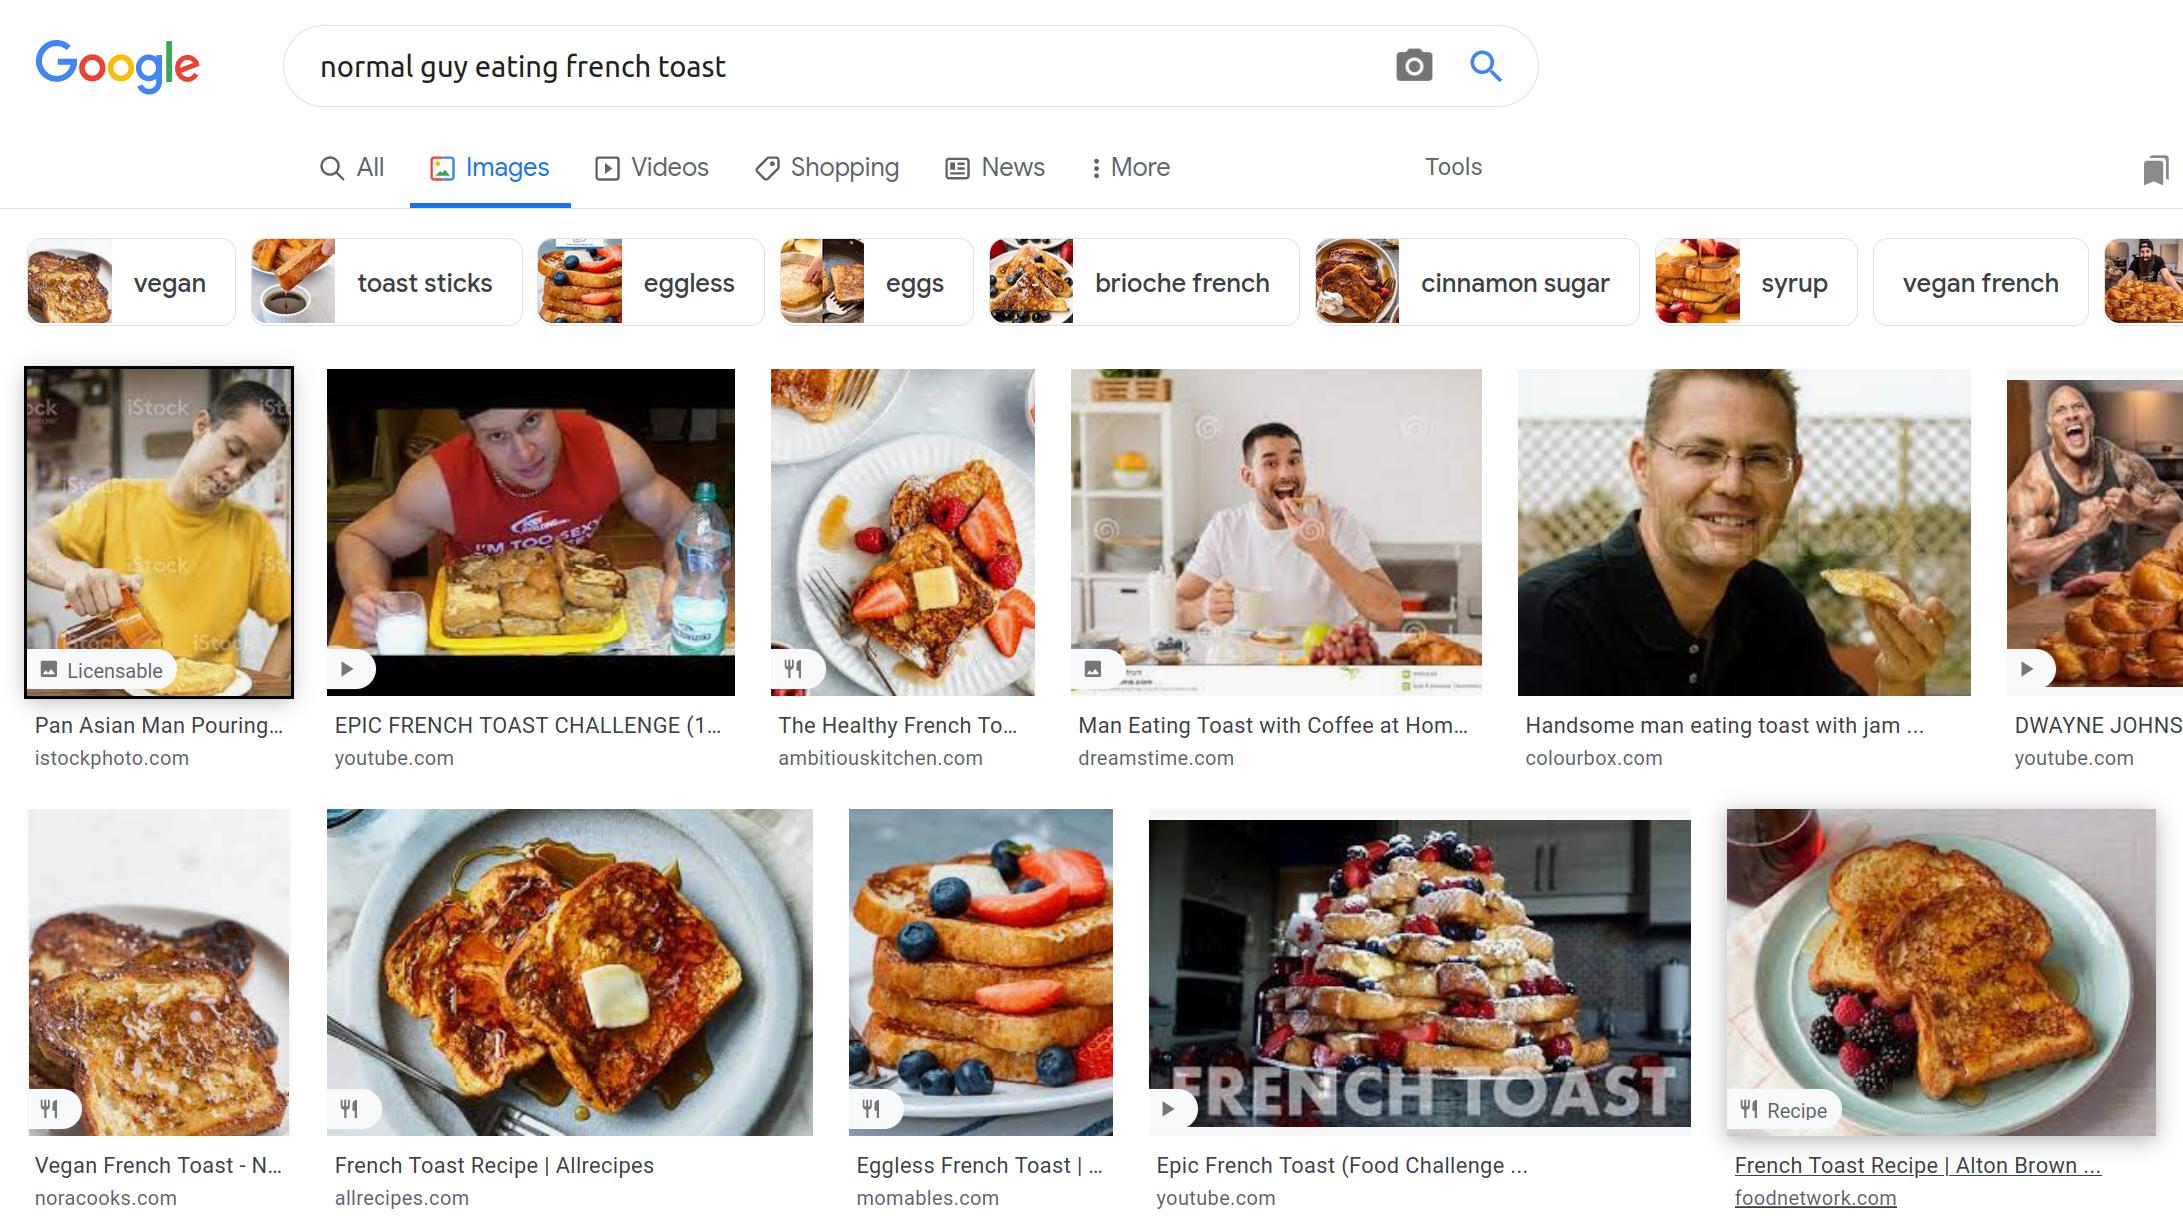 Google
normal guy eating french toast
All
Images
Videos
Shopping
News
More
Tools
vegan
toast sticks
eggless
eggs
brioche french
cinnamon sugar
syrup
vegan french
iStock
iStock
iStock
iStock
Licensable
I'M TOO SEXY
colourbox
Pan Asian Man Pouring...
istockphoto.com
EPIC FRENCH TOAST CHALLENGE (1...
youtube.com
The Healthy French To...
ambitiouskitchen.com
Man Eating Toast with Coffee at Hom...
dreamstime.com
Handsome man eating toast with jam ...
colourbox.com
DWAYNE JOHNS
youtube.com
FRENCH TOAST
Recipe
Vegan French Toast - N...
noracooks.com
French Toast Recipe | Allrecipes
allrecipes.com
Eggless French Toast | ...
momables.com
Epic French Toast (Food Challenge ...
youtube.com
French Toast Recipe | Alton Brown ...
foodnetwork.com